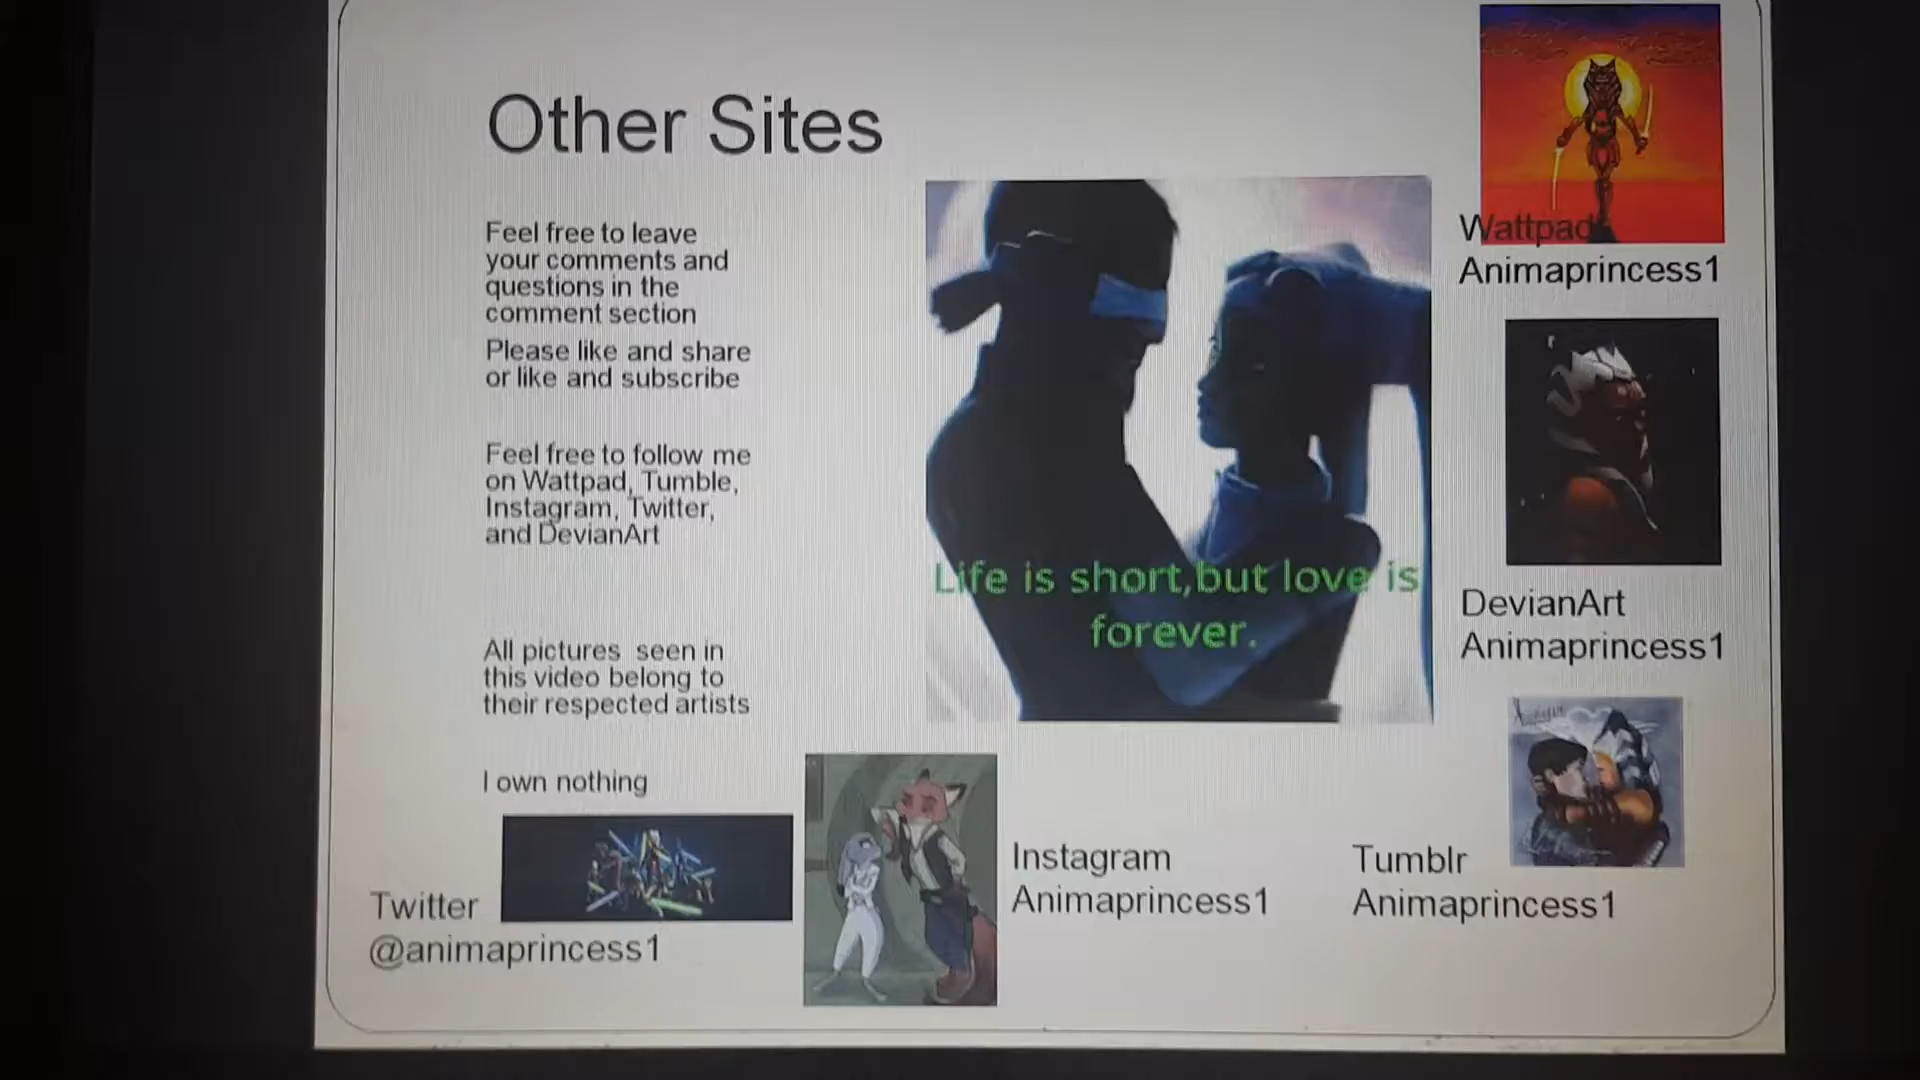 Other Sites
Feel free to leave
your comments and
questions in the
comment section
Please like and share
or like and subscribe
Feel free to follow me
on Wattpad, Tumble,
Instagram, Twitter,
and DevianArt
All pictures seen in
this video belong to
their respected artists
I own nothing
Life is short,but love is
forever.
Wattpad
Animaprincess1
DevianArt
Animaprincess1
Twitter
@animaprincess1
Instagram
Animaprincess1
Tumblr
Animaprincess1